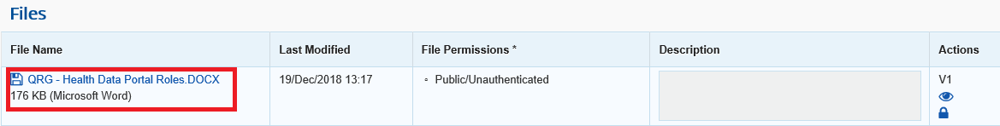 Files
File Name Last Modified File Permissions * Description Actions
QRG - Health Data Portal Roles.DOCX 19/Dec/2018 13:17 Public/Unauthenticated V1
176 KB (Microsoft Word)